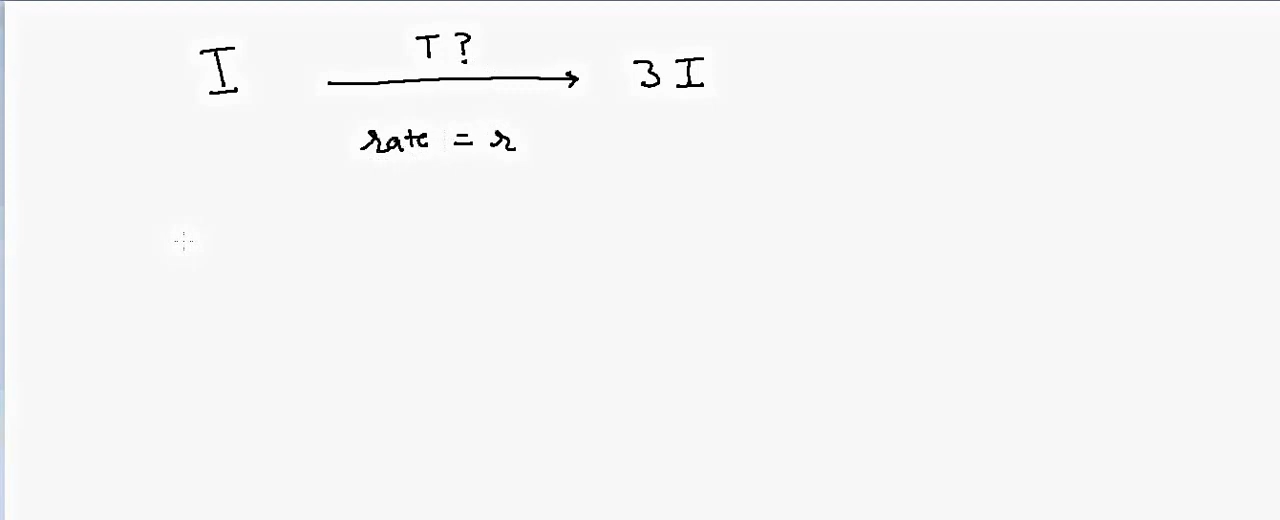 T ?
I → 3 I
rate = r